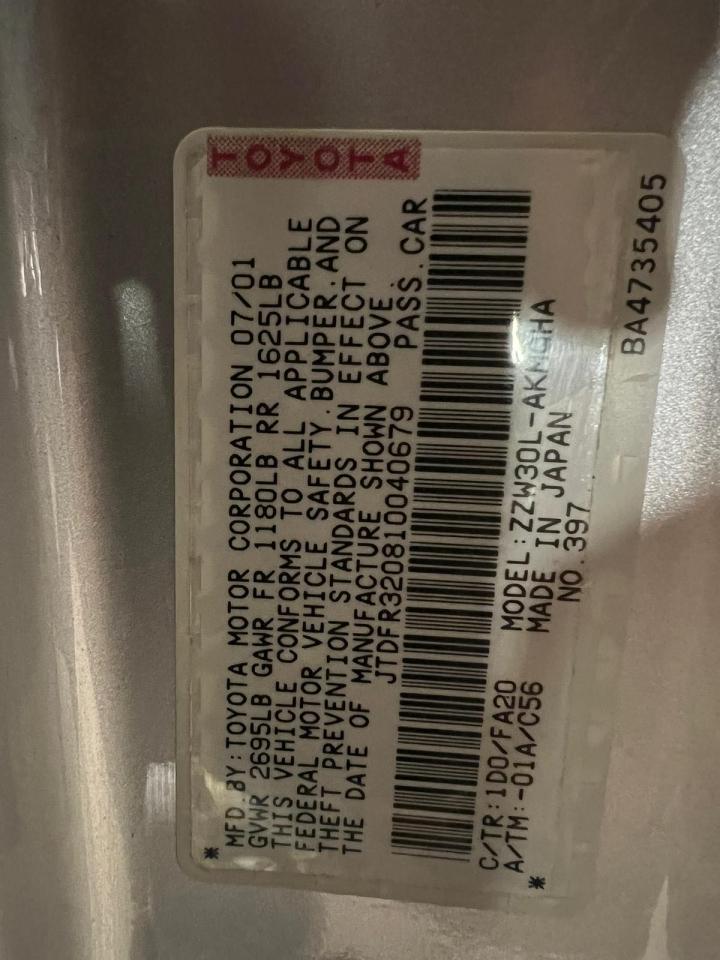 TOYOTA
* MFD.BY:TOYOTA MOTOR CORPORATION 07/01
GVWR 2695LB GAWR FR 1180LB RR 1625LB
THIS VEHICLE CONFORMS TO ALL APPLICABLE
FEDERAL MOTOR VEHICLE SAFETY.BUMPER.AND
THEFT PREVENTION STANDARDS IN EFFECT ON
THE DATE OF MANUFACTURE SHOWN ABOVE.
JTDFR320810040679 PASS.CAR
C/TR:1D0/FA20 MODEL:ZZW30L-AKMGHA
A/TM:-01A/C56 MADE IN JAPAN
* NO.397
BA4735405